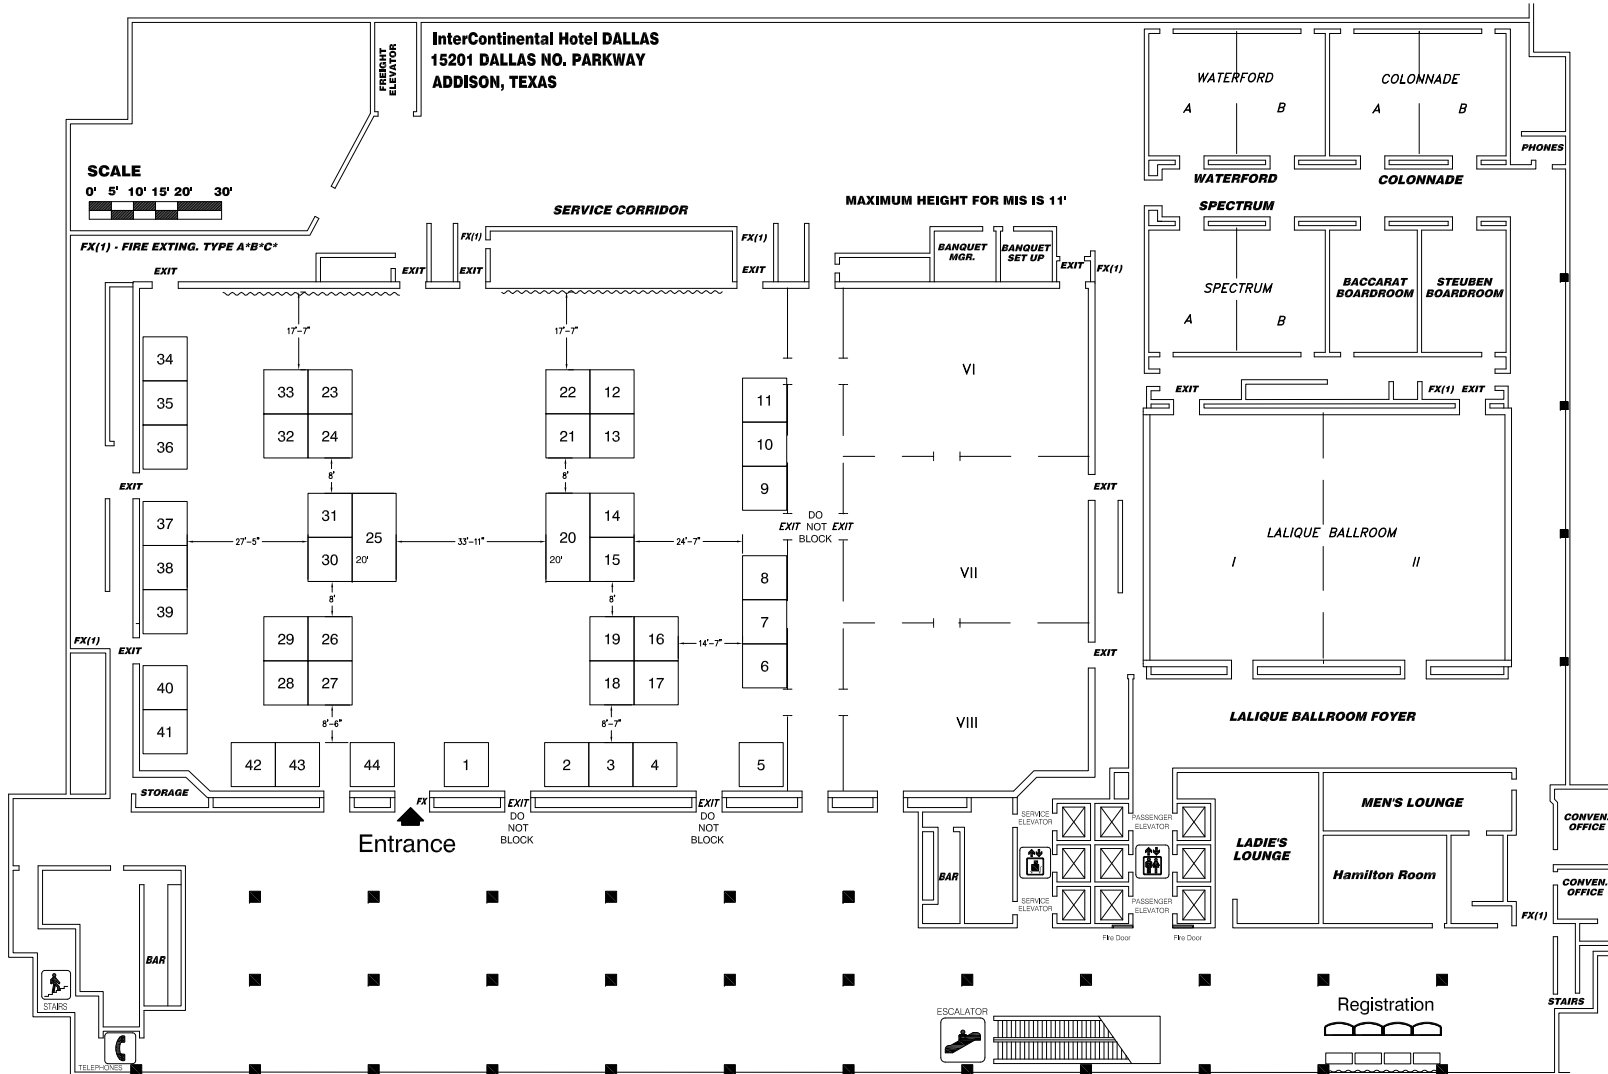 InterContinental Hotel DALLAS
15201 DALLAS NO. PARKWAY
ADDISON, TEXAS
FREIGHT
ELEVATOR
SCALE
0' 5' 10' 15' 20' 30'
FX(1) - FIRE EXTING. TYPE A*B*C*
SERVICE CORRIDOR
MAXIMUM HEIGHT FOR MIS IS 11'
WATERFORD
A B
COLONNADE
A B
PHONES
WATERFORD
COLONNADE
SPECTRUM
FX(1)
FX(1)
BANQUET
MGR.
BANQUET
SET UP
EXIT
EXIT
EXIT
EXIT
EXIT
FX(1)
SPECTRUM
A B
BACCARAT
BOARDROOM
STEUBEN
BOARDROOM
17'-7"
17'-7"
34
35
36
33 23
32 24
22 12
21 13
11
10
9
VI
EXIT
FX(1) EXIT
8'
8'
EXIT
EXIT
37
38
39
27'-5"
31
30
25
20'
33'-11"
20
20'
14
15
24'-7"
EXIT
DO
NOT
BLOCK
EXIT
8
7
6
VII
LALIQUE BALLROOM
I II
8'
8'
29 26
28 27
19 16
18 17
14'-7"
FX(1)
EXIT
EXIT
40
41
8'-6"
8'-7"
VIII
LALIQUE BALLROOM FOYER
42 43 44 1 2 3 4 5
STORAGE
FX
EXIT
DO
NOT
BLOCK
EXIT
DO
NOT
BLOCK
Entrance
SERVICE
ELEVATOR
PASSENGER
ELEVATOR
SERVICE
ELEVATOR
PASSENGER
ELEVATOR
Fire Door
Fire Door
BAR
LADIE'S
LOUNGE
MEN'S LOUNGE
Hamilton Room
CONVEN.
OFFICE
CONVEN.
OFFICE
FX(1)
BAR
STAIRS
TELEPHONES
ESCALATOR
Registration
STAIRS